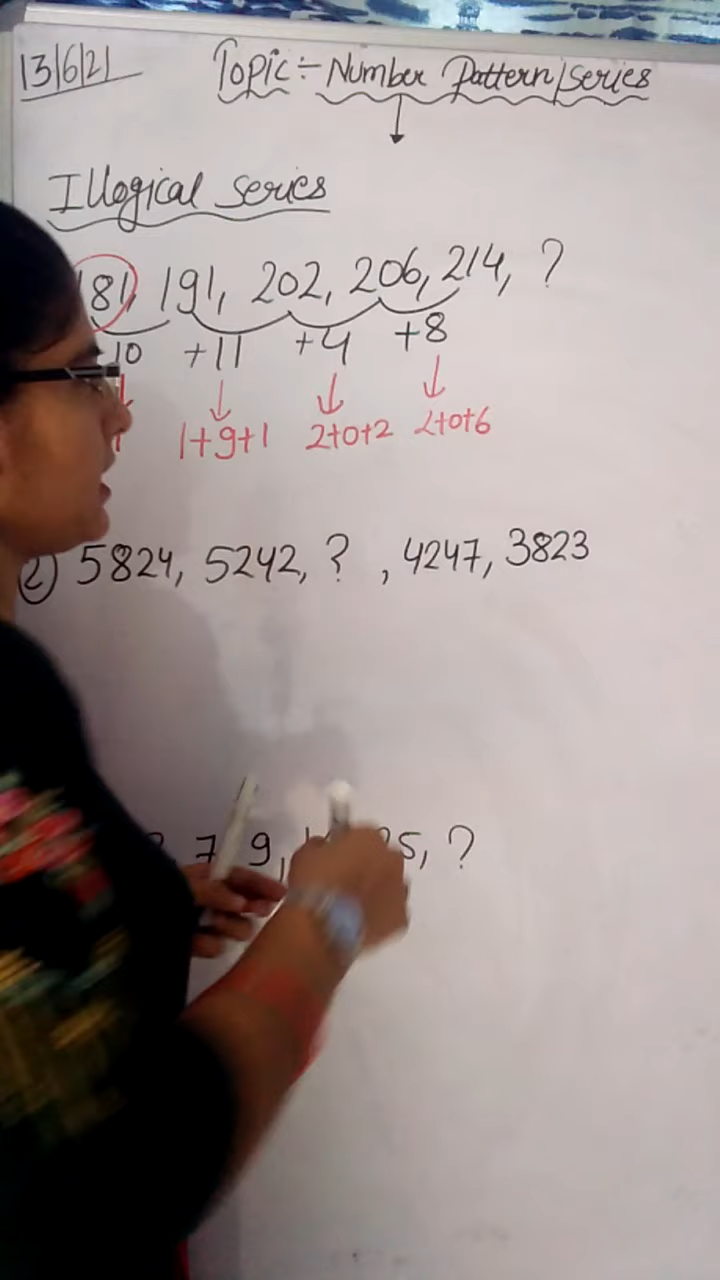 13/6/21
Topic:- Number Pattern/series
Illogical series
181, 191, 202, 206, 214, ?
10 +11 +4 +8
1+9+1 2+0+2 2+0+6
2) 5824, 5242, ? , 4247, 3823
7 9, 5, ?